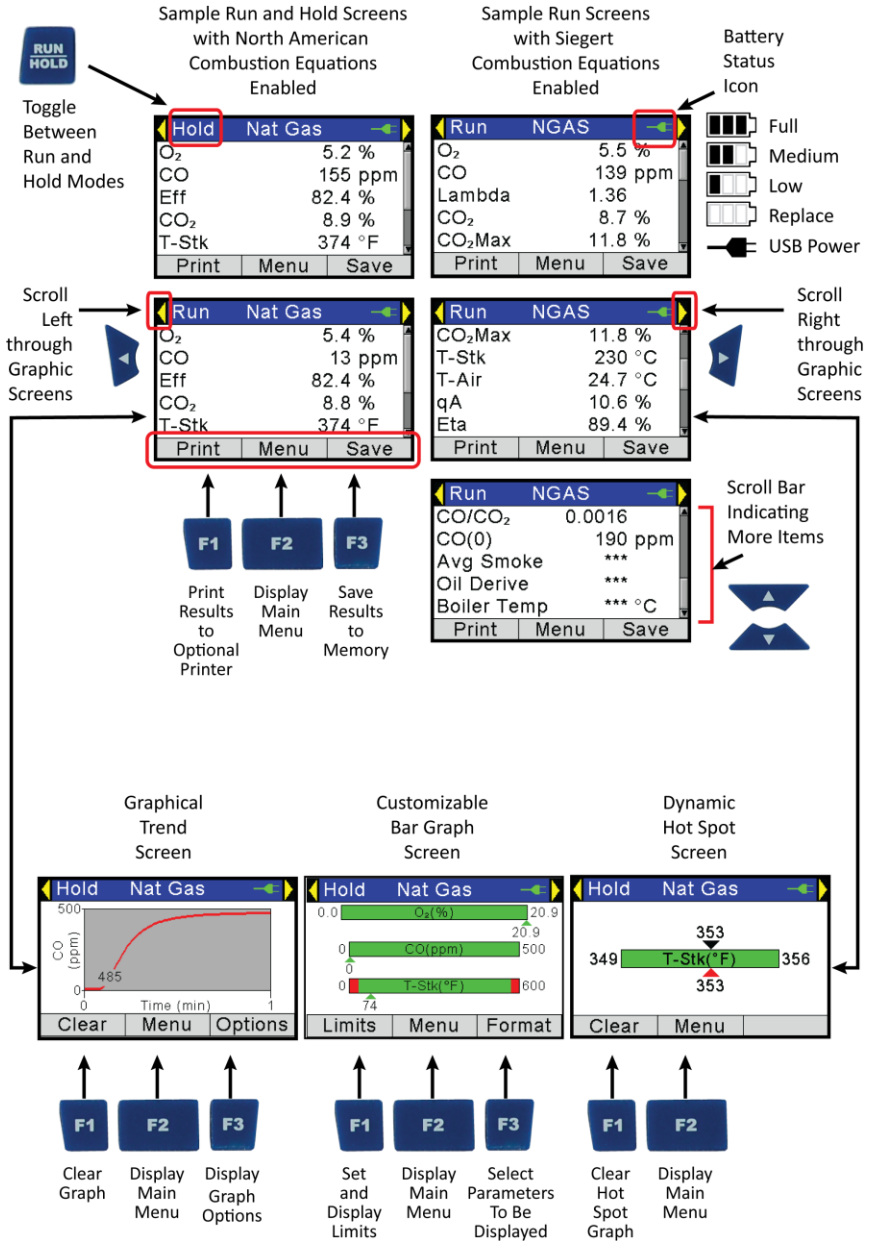 Sample Run and Hold Screens
with North American
Combustion Equations
Enabled
Sample Run Screens
with Siegert
Combustion Equations
Enabled
Battery
Status
Icon
RUN
HOLD
Toggle
Between
Run and
Hold Modes
Hold Nat Gas
O₂ 5.2 %
CO 155 ppm
Eff 82.4 %
CO₂ 8.9 %
T-Stk 374 °F
Print Menu Save
Run NGAS
O₂ 5.5 %
CO 139 ppm
Lambda 1.36
CO₂ 8.7 %
CO₂Max 11.8 %
Print Menu Save
Full
Medium
Low
Replace
USB Power
Scroll
Left
through
Graphic
Screens
Run Nat Gas
O₂ 5.4 %
CO 13 ppm
Eff 82.4 %
CO₂ 8.8 %
T-Stk 374 °F
Print Menu Save
Run NGAS
CO₂Max 11.8 %
T-Stk 230 °C
T-Air 24.7 °C
qA 10.6 %
Eta 89.4 %
Print Menu Save
Scroll
Right
through
Graphic
Screens
F1
F2
F3
Print
Results
to
Optional
Printer
Display
Main
Menu
Save
Results
to
Memory
Run NGAS
CO/CO₂ 0.0016
CO(0) 190 ppm
Avg Smoke ***
Oil Derive ***
Boiler Temp *** °C
Print Menu Save
Scroll Bar
Indicating
More Items
Graphical
Trend
Screen
Customizable
Bar Graph
Screen
Dynamic
Hot Spot
Screen
Hold Nat Gas
500
CO
(ppm)
485
0
0 Time (min) 1
Clear Menu Options
Hold Nat Gas
0.0 O₂(%) 20.9
20.9
0 CO(ppm) 500
0
0 T-Stk(°F) 600
74
Limits Menu Format
Hold Nat Gas
353
349 T-Stk(°F) 356
353
Clear Menu
F1
F2
F3
F1
F2
F3
F1
F2
Clear
Graph
Display
Main
Menu
Display
Graph
Options
Set
and
Display
Limits
Display
Main
Menu
Select
Parameters
To Be
Displayed
Clear
Hot
Spot
Graph
Display
Main
Menu